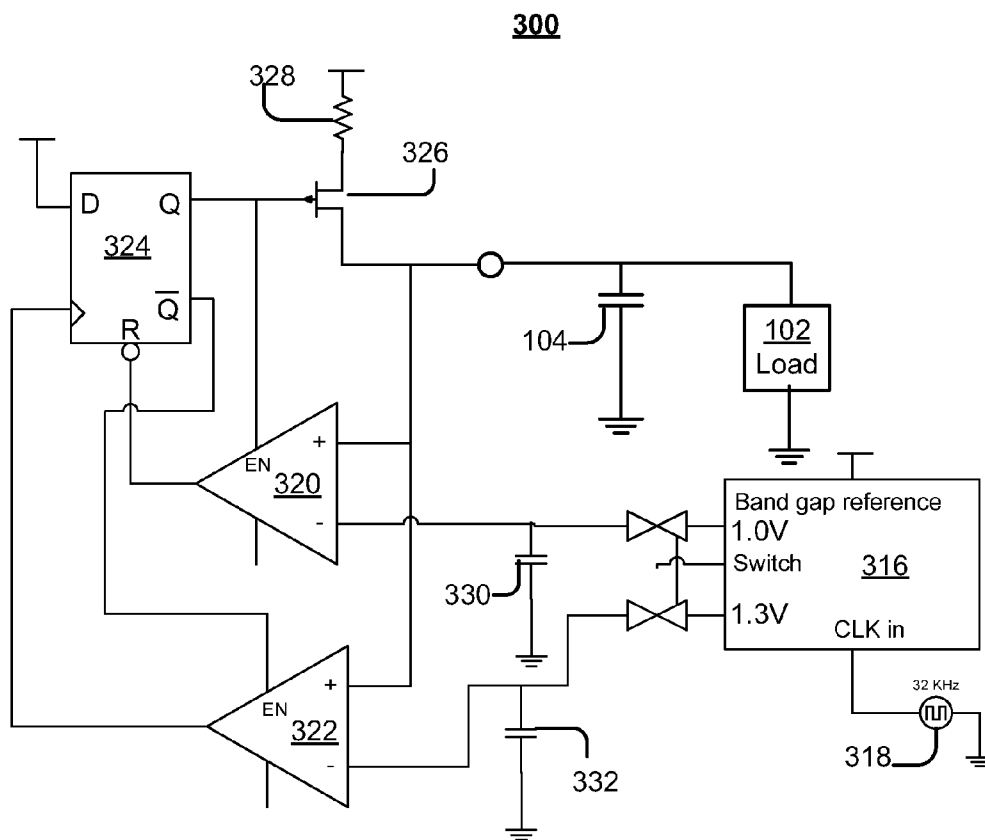 300
328
326
D Q
324
Q
R
104
102
Load
EN
+
320
-
Band gap reference
1.0V
Switch
316
1.3V
CLK in
330
32 KHz
EN
+
322
-
332
318